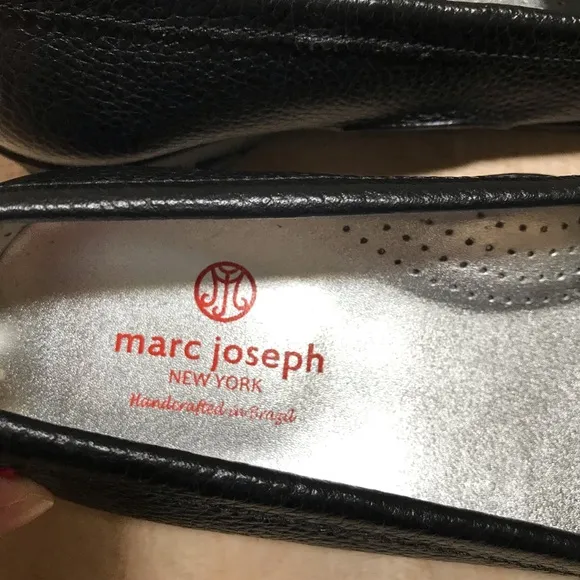 marc joseph
NEW YORK
Handcrafted in Brazil